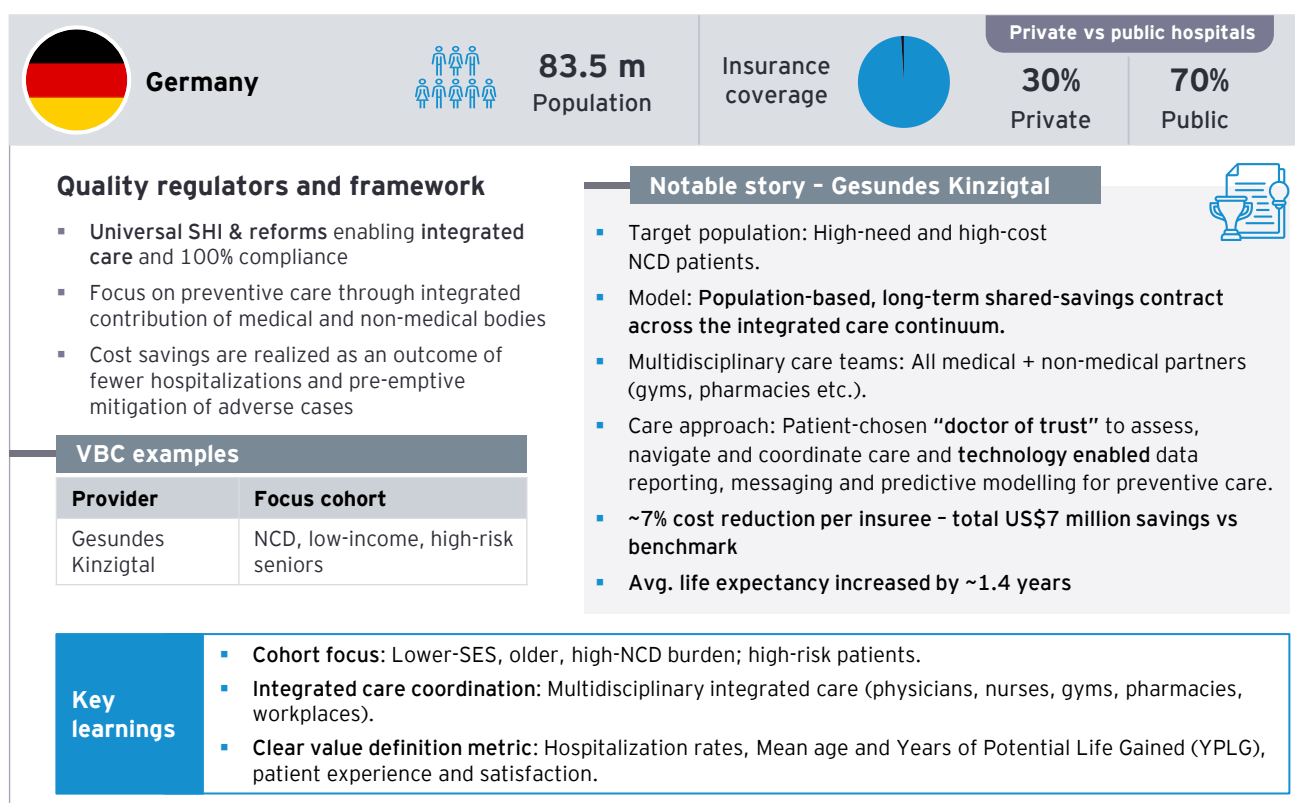 Germany
83.5 m
Population
Insurance
coverage
Private vs public hospitals
30%
Private
70%
Public
Quality regulators and framework
▪ Universal SHI & reforms enabling integrated
care and 100% compliance
▪ Focus on preventive care through integrated
contribution of medical and non-medical bodies
▪ Cost savings are realized as an outcome of
fewer hospitalizations and pre-emptive
mitigation of adverse cases
VBC examples
Provider Focus cohort
Gesundes NCD, low-income, high-risk
Kinzigtal seniors
Notable story – Gesundes Kinzigtal
▪ Target population: High-need and high-cost
NCD patients.
▪ Model: Population-based, long-term shared-savings contract
across the integrated care continuum.
▪ Multidisciplinary care teams: All medical + non-medical partners
(gyms, pharmacies etc.).
▪ Care approach: Patient-chosen “doctor of trust” to assess,
navigate and coordinate care and technology enabled data
reporting, messaging and predictive modelling for preventive care.
▪ ~7% cost reduction per insuree – total US$7 million savings vs
benchmark
▪ Avg. life expectancy increased by ~1.4 years
Key
learnings
▪ Cohort focus: Lower-SES, older, high-NCD burden; high-risk patients.
▪ Integrated care coordination: Multidisciplinary integrated care (physicians, nurses, gyms, pharmacies,
workplaces).
▪ Clear value definition metric: Hospitalization rates, Mean age and Years of Potential Life Gained (YPLG),
patient experience and satisfaction.